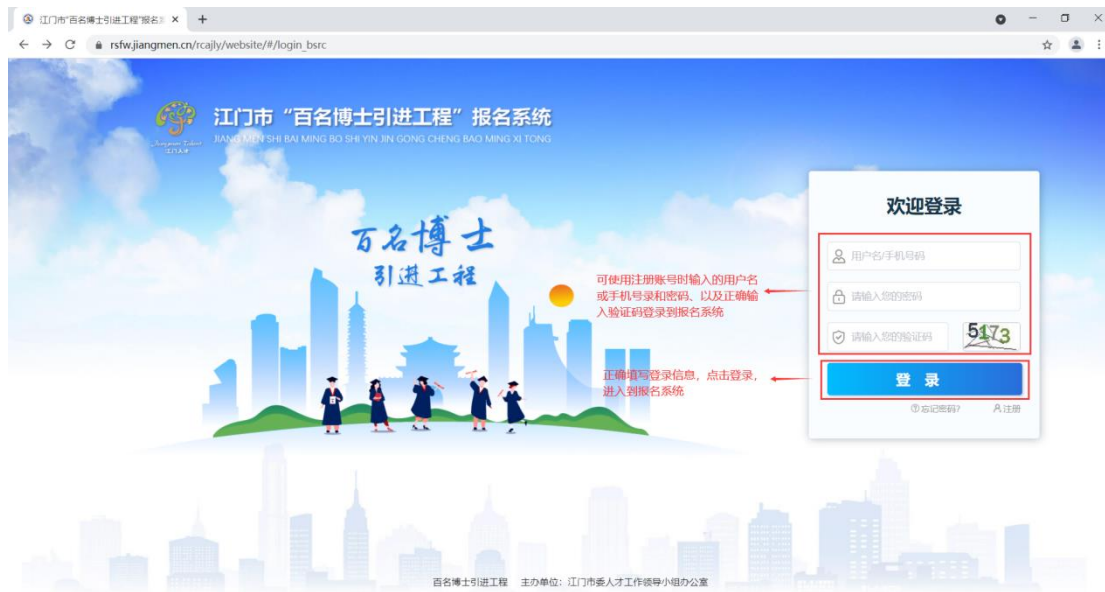 江门市"百名博士引进工程"报名系
rsfw.jiangmen.cn/rcajly/website/#/login_bsrc
江门市“百名博士引进工程”报名系统
JIANG MEN SHI BAI MING BO SHI YIN JIN GONG CHENG BAO MING XI TONG
Jiangmen Talent
江门人才
欢迎登录
百名博士
引进工程
用户名/手机号码
可使用注册账号时输入的用户名
或手机号录和密码、以及正确输
入验证码登录到报名系统
请输入您的密码
请输入您的验证码
5173
正确填写登录信息，点击登录，
进入到报名系统
登 录
忘记密码?
注册
百名博士引进工程 主办单位：江门市委人才工作领导小组办公室